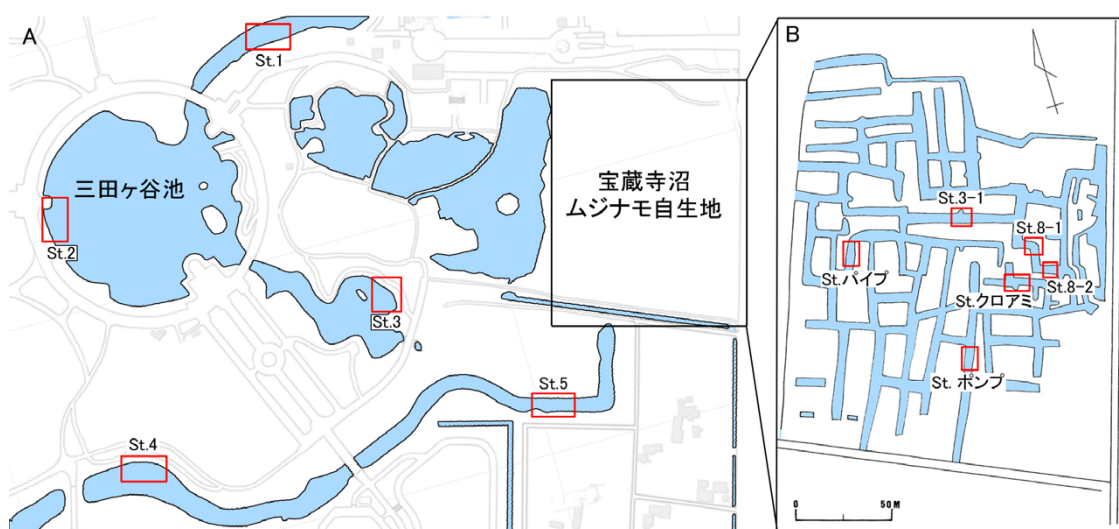 A
St.1
三田ヶ谷池
St.2
St.3
宝蔵寺沼
ムジナモ自生地
St.5
St.4
B
St.3-1
St.8-1
St.パイプ
St.8-2
St.クロアミ
St. ポンプ
0 50M